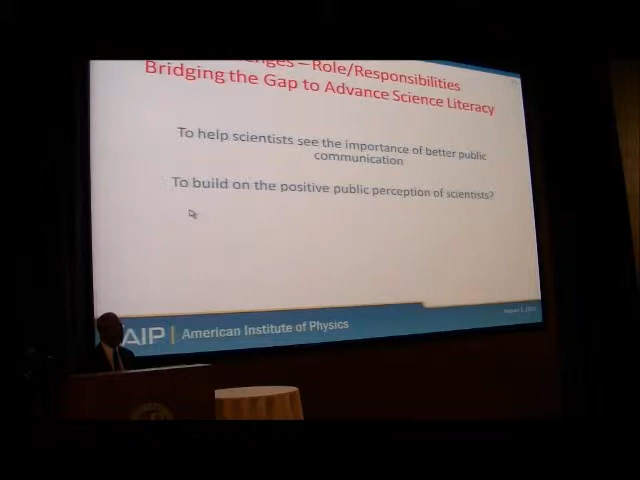 – Role/Responsibilities
Bridging the Gap to Advance Science Literacy
To help scientists see the importance of better public
communication
To build on the positive public perception of scientists?
AIP | American Institute of Physics